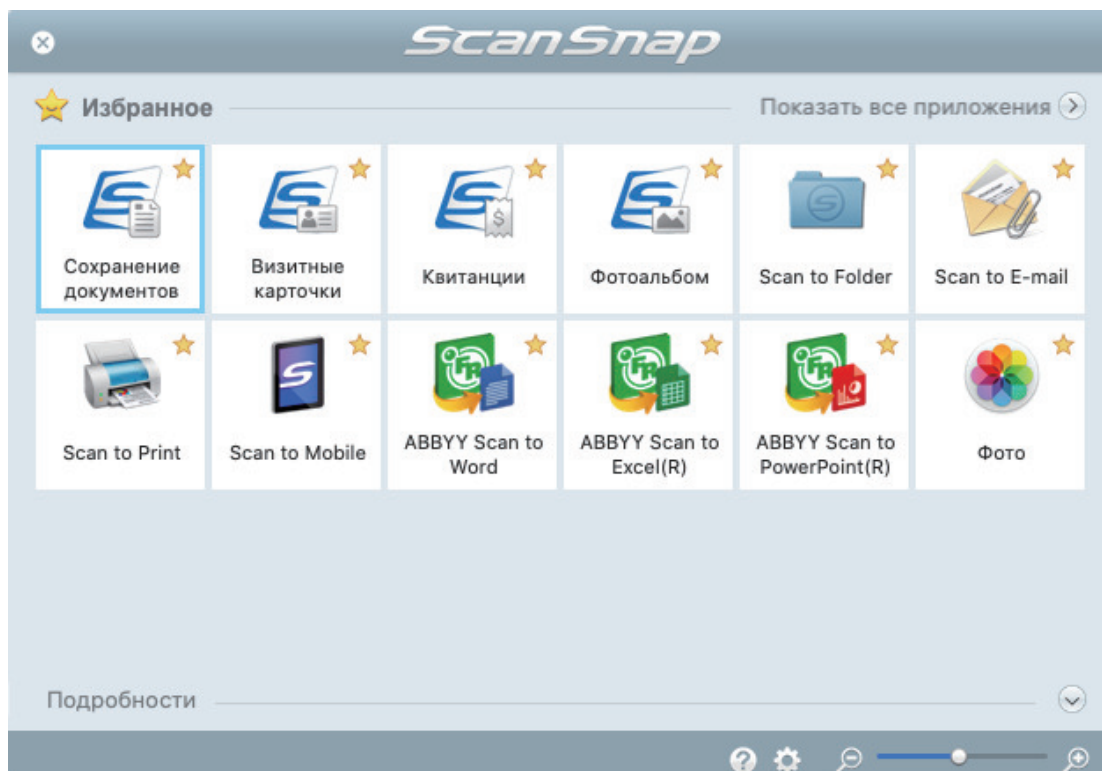 ScanSnap
Избранное
Показать все приложения
Сохранение
документов
Визитные
карточки
Квитанции
Фотоальбом
Scan to Folder
Scan to E-mail
Scan to Print
Scan to Mobile
ABBYY Scan to
Word
ABBYY Scan to
Excel(R)
ABBYY Scan to
PowerPoint(R)
Фото
Подробности